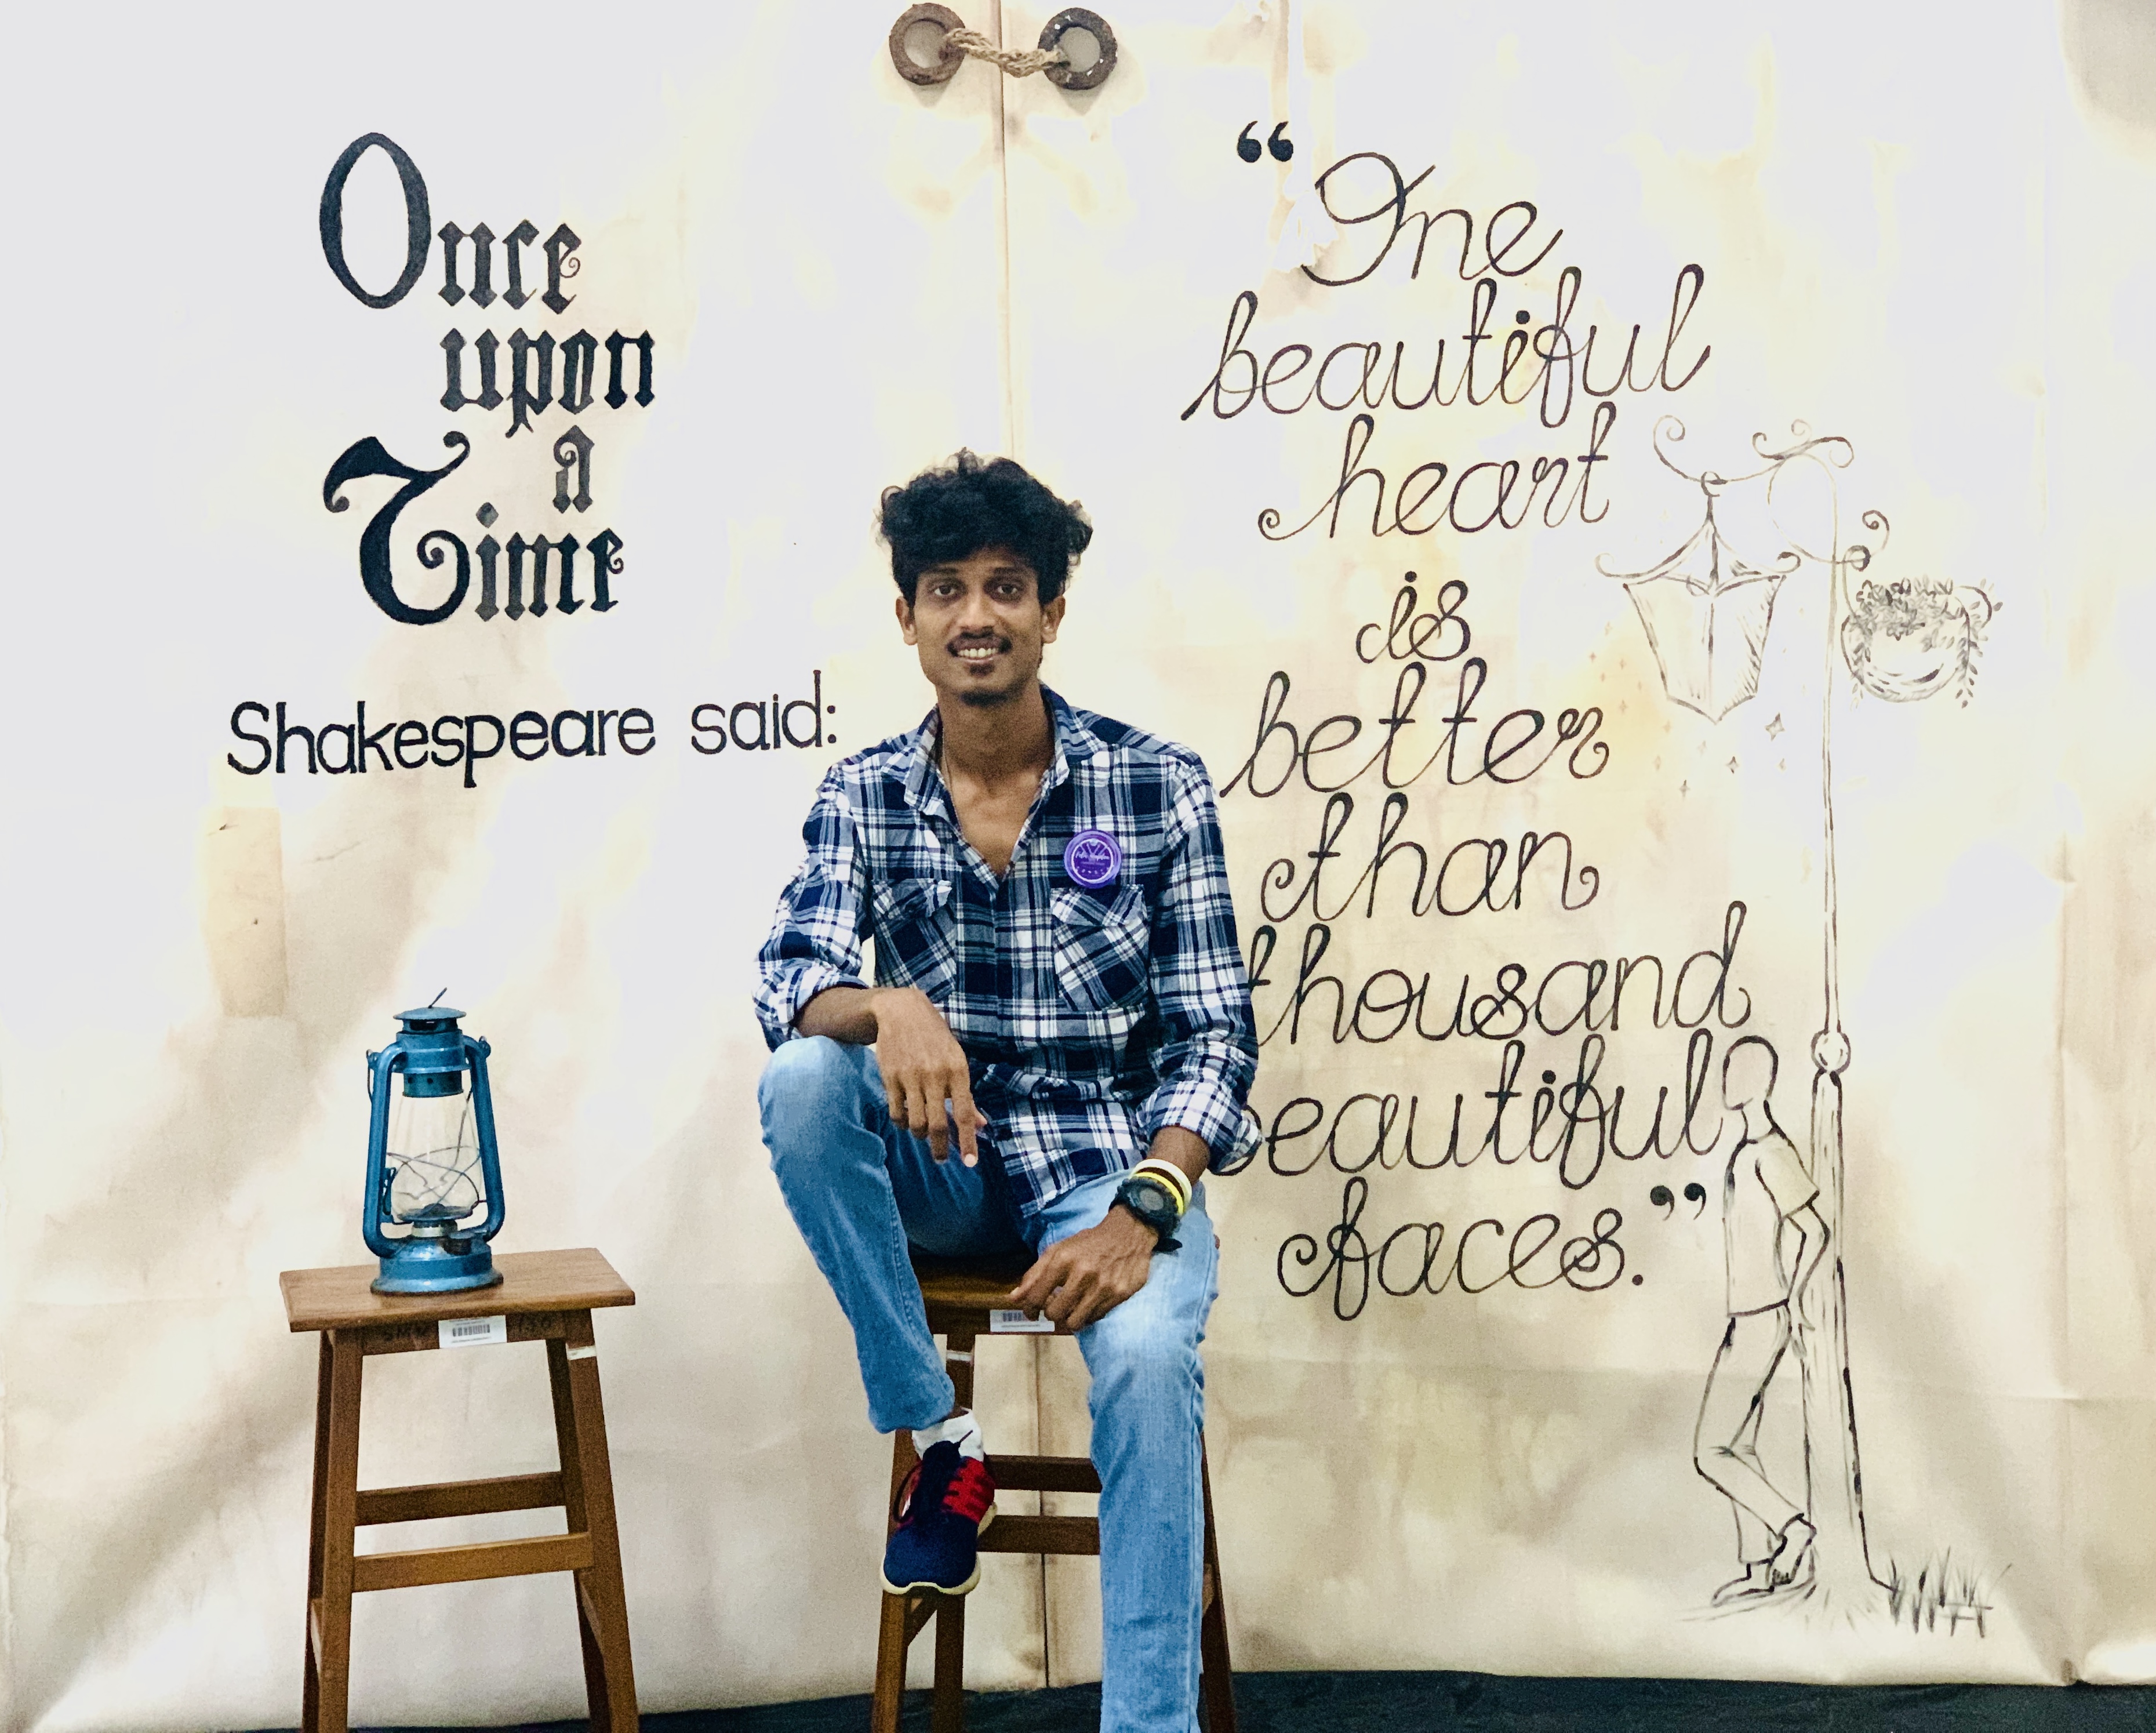 Once
upon
a
Time
Shakespeare said:
“One
beautiful
heart
is
better
than
thousand
beautiful
faces.”